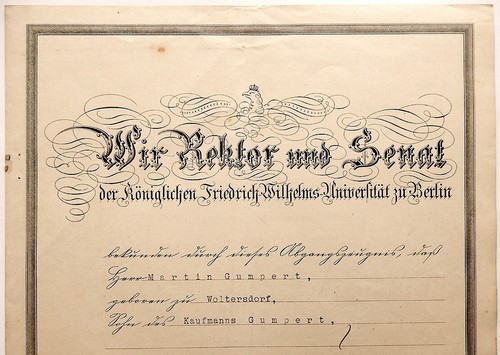 Wir Rektor und Senat
der Königlichen Friedrich-Wilhelms-Universität zu Berlin
bekunden durch dieses Abgangszeugnis, daß
Herr Martin Gumpert,
geboren zu Woltersdorf,
Sohn des Kaufmanns Gumpert,